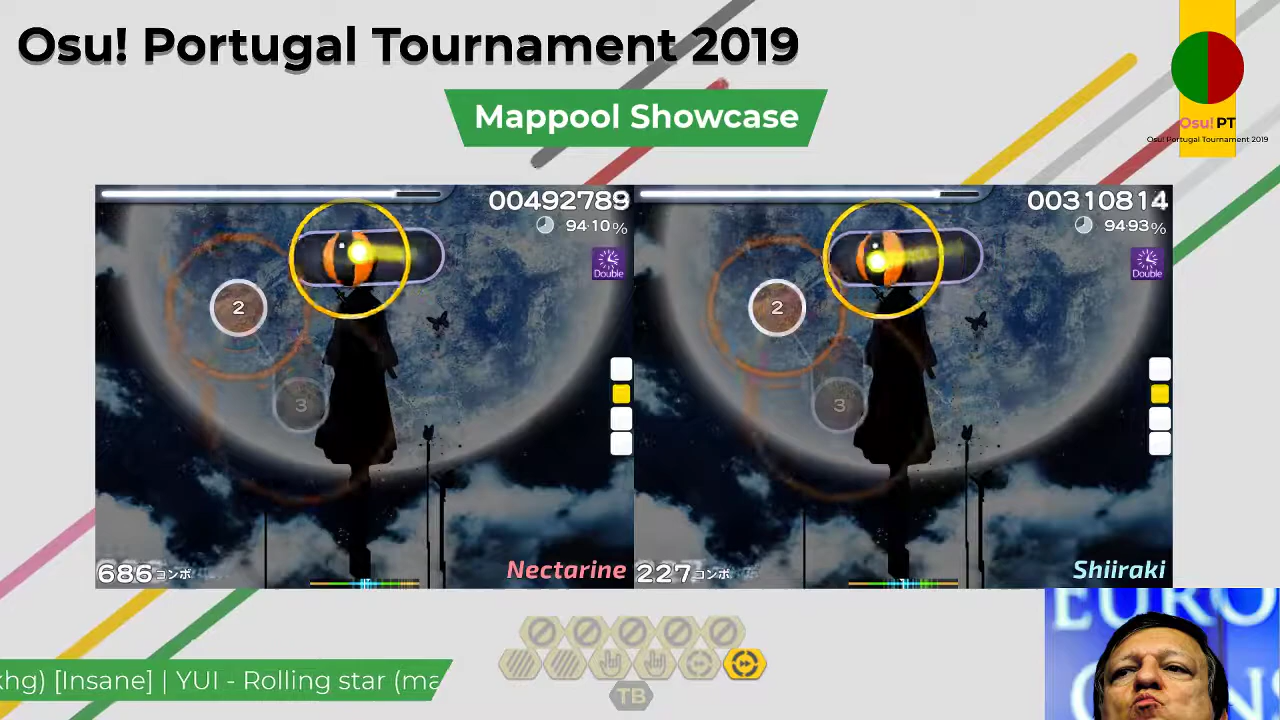 Osu! Portugal Tournament 2019
Mappool Showcase
Osu! PT
Osu! Portugal Tournament 2019
00492789
94.10%
Double
2
3
686コンボ
Nectarine
00310814
94.93%
Double
2
3
227コンボ
Shiiraki
khg) [Insane] | YUI - Rolling star (ma
TB
EURO